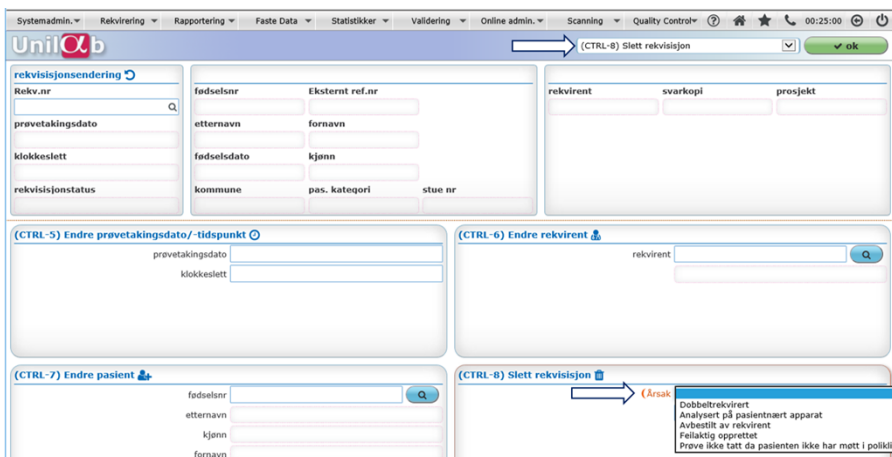 Systemadmin. Rekvirering Rapportering Faste Data Statistikker Validering Online admin. Scanning Quality Control 00:25:00
Unilab (CTRL-8) Slett rekvisisjon ok
rekvisisjonsendering
Rekv.nr fødselsnr Eksternt ref.nr rekvirent svarkopi prosjekt
prøvetakingsdato etternavn fornavn
klokkeslett fødselsdato kjønn
rekvisisjonstatus kommune pas. kategori stue nr
(CTRL-5) Endre prøvetakingsdato/-tidspunkt (CTRL-6) Endre rekvirent
prøvetakingsdato rekvirent
klokkeslett
(CTRL-7) Endre pasient (CTRL-8) Slett rekvisisjon
fødselsnr (Årsak
Dobbeltrekvirert
etternavn Analysert på pasientnært apparat
Avbestilt av rekvirent
kjønn Feilaktig opprettet
Prøve ikke tatt da pasienten ikke har møtt i polikli
fornavn